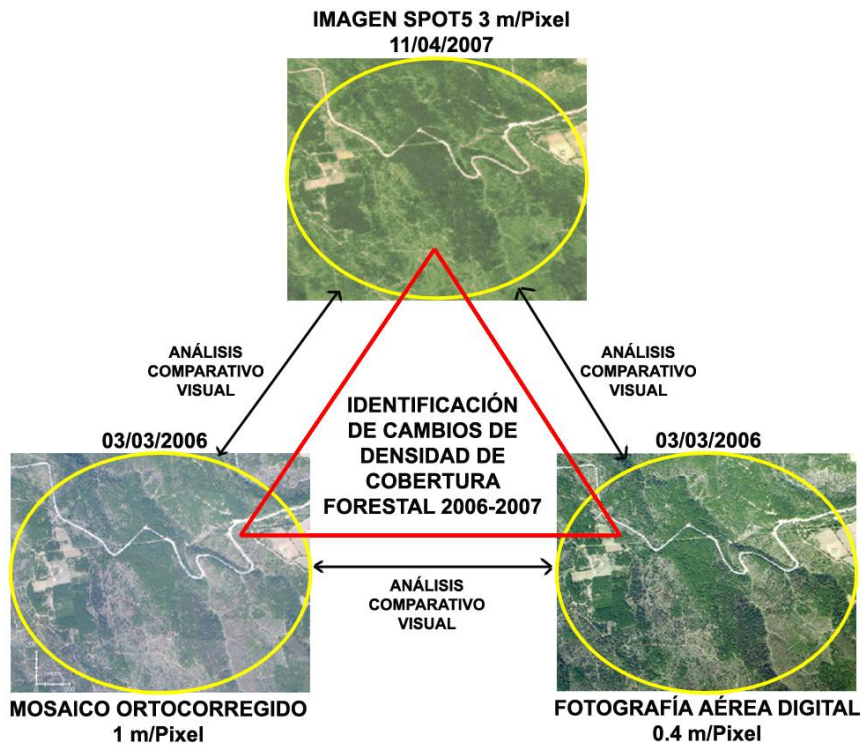 IMAGEN SPOT5 3 m/Pixel
11/04/2007
ANÁLISIS
COMPARATIVO
VISUAL
ANÁLISIS
COMPARATIVO
VISUAL
IDENTIFICACIÓN
DE CAMBIOS DE
DENSIDAD DE
COBERTURA
FORESTAL 2006-2007
03/03/2006
03/03/2006
ANÁLISIS
COMPARATIVO
VISUAL
MOSAICO ORTOCORREGIDO
1 m/Pixel
FOTOGRAFÍA AÉREA DIGITAL
0.4 m/Pixel